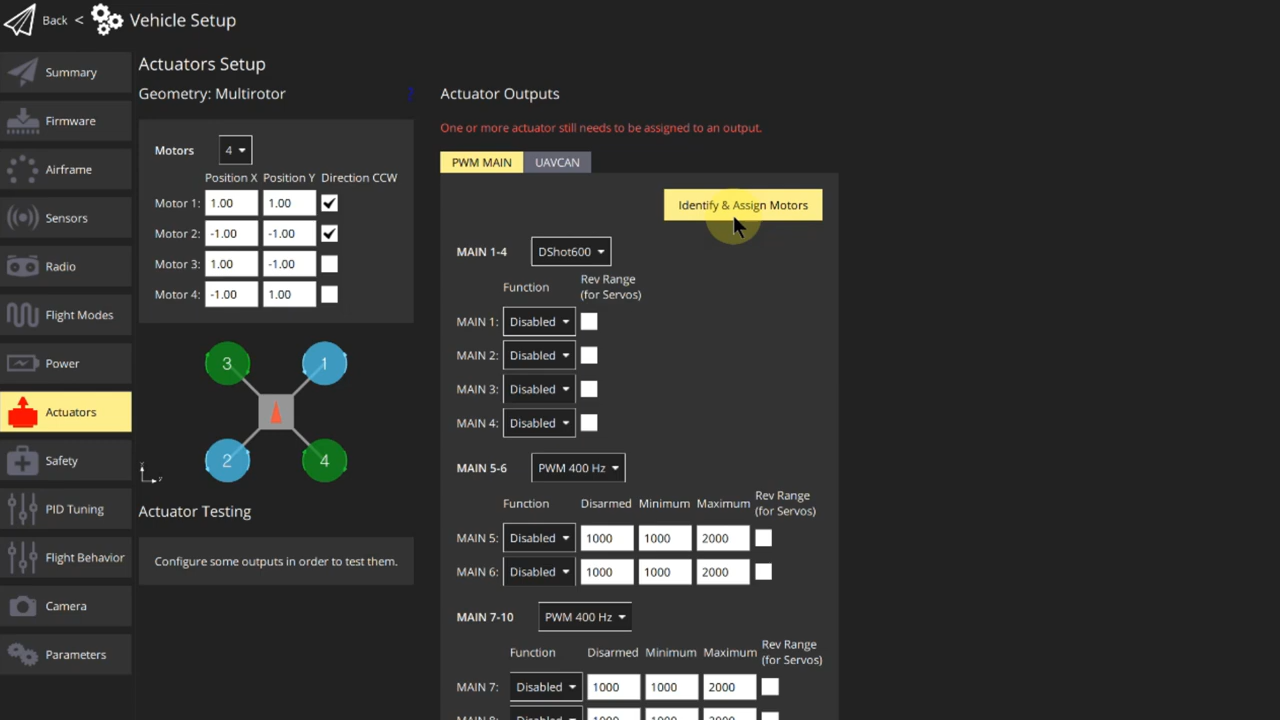 Back < Vehicle Setup
Summary
Firmware
Airframe
Sensors
Radio
Flight Modes
Power
Actuators
Safety
PID Tuning
Flight Behavior
Camera
Parameters
Actuators Setup
Geometry: Multirotor
Motors 4
Position X Position Y Direction CCW
Motor 1: 1.00 1.00
Motor 2: -1.00 -1.00
Motor 3: 1.00 -1.00
Motor 4: -1.00 1.00
3 1
2 4
Actuator Testing
Configure some outputs in order to test them.
Actuator Outputs
One or more actuator still needs to be assigned to an output.
PWM MAIN UAVCAN
Identify & Assign Motors
MAIN 1-4 DShot600
Function Rev Range
(for Servos)
MAIN 1: Disabled
MAIN 2: Disabled
MAIN 3: Disabled
MAIN 4: Disabled
MAIN 5-6 PWM 400 Hz
Function Disarmed Minimum Maximum Rev Range
(for Servos)
MAIN 5: Disabled 1000 1000 2000
MAIN 6: Disabled 1000 1000 2000
MAIN 7-10 PWM 400 Hz
Function Disarmed Minimum Maximum Rev Range
(for Servos)
MAIN 7: Disabled 1000 1000 2000